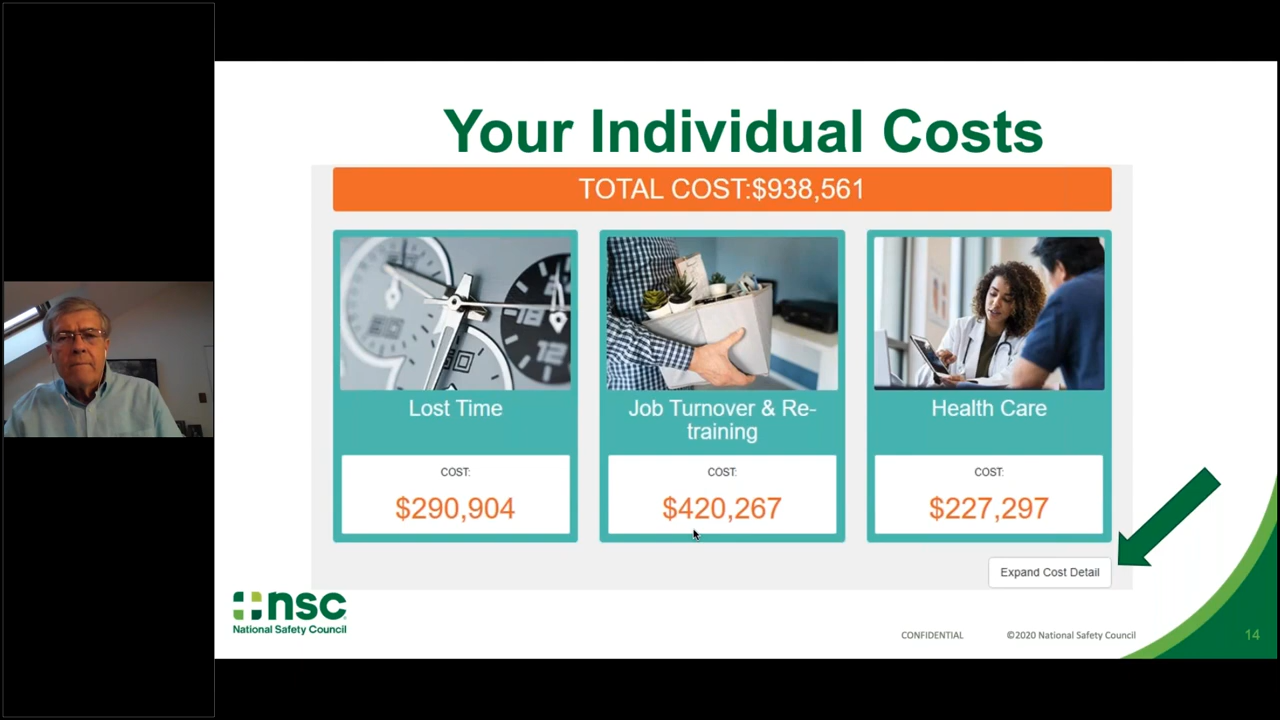 Your Individual Costs
TOTAL COST:$938,561
Lost Time
COST:
$290,904
Job Turnover & Re-
training
COST:
$420,267
Health Care
COST:
$227,297
Expand Cost Detail
nsc
National Safety Council
CONFIDENTIAL
©2020 National Safety Council
14